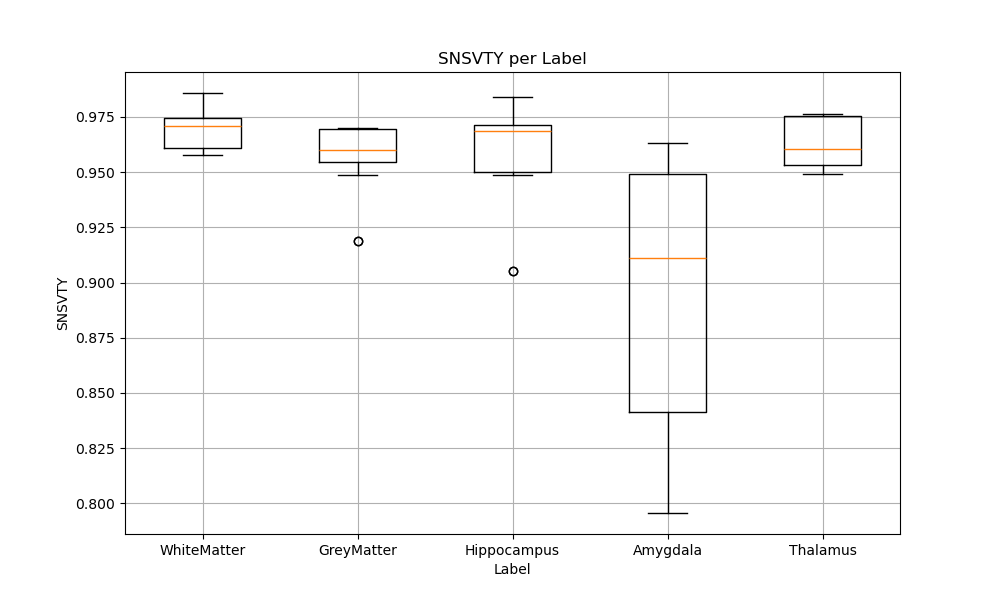 SNSVTY per Label
0.975
0.950
0.925
0.900
0.875
0.850
0.825
0.800
SNSVTY
WhiteMatter GreyMatter Hippocampus Amygdala Thalamus
Label